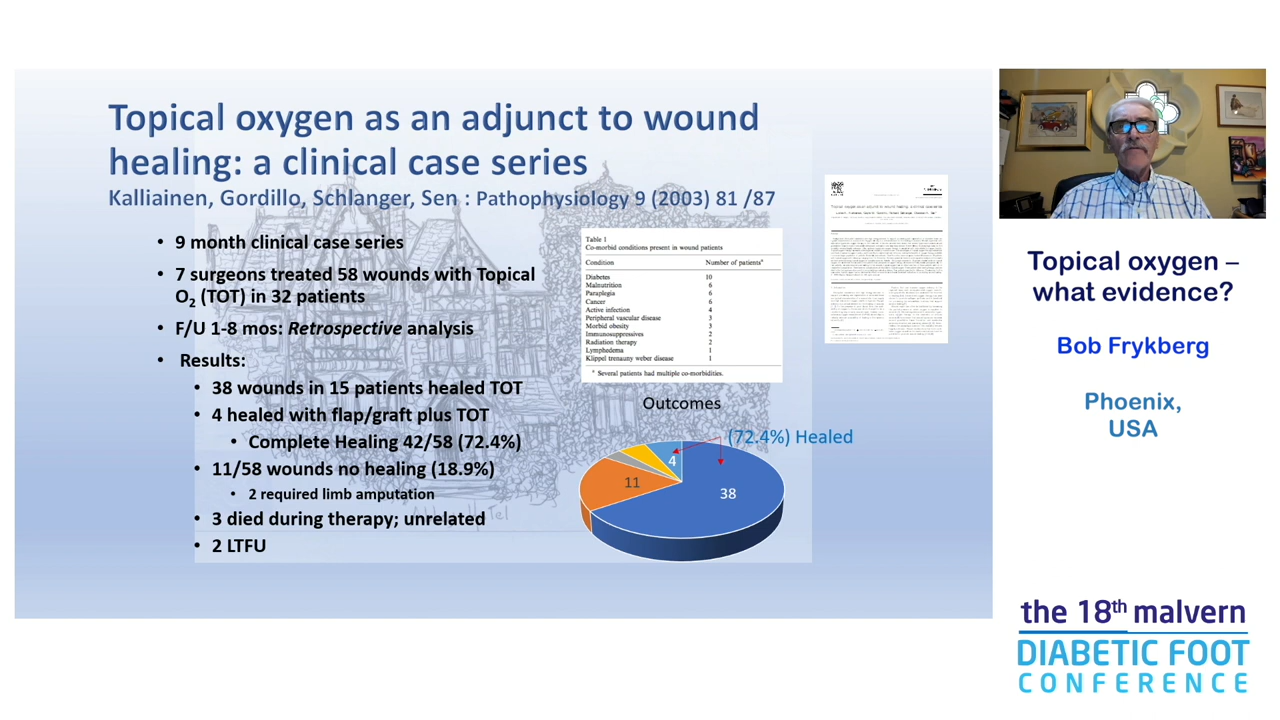 Topical oxygen as an adjunct to wound
healing: a clinical case series
Kalliainen, Gordillo, Schlanger, Sen : Pathophysiology 9 (2003) 81 /87
• 9 month clinical case series
• 7 surgeons treated 58 wounds with Topical
O2 (TOT) in 32 patients
• F/U 1-8 mos: Retrospective analysis
• Results:
• 38 wounds in 15 patients healed TOT
• 4 healed with flap/graft plus TOT
• Complete Healing 42/58 (72.4%)
• 11/58 wounds no healing (18.9%)
• 2 required limb amputation
• 3 died during therapy; unrelated
• 2 LTFU
Table 1
Co-morbid conditions present in wound patients
Condition Number of patientsa
Diabetes 10
Malnutrition 6
Paraplegia 6
Cancer 6
Active infection 4
Peripheral vascular disease 3
Morbid obesity 3
Immunosuppressives 2
Radiation therapy 2
Lymphedema 1
Klippel trenauny weber disease 1
a Several patients had multiple co-morbidities.
Outcomes
(72.4%) Healed
4
11
38
Topical oxygen –
what evidence?
Bob Frykberg
Phoenix,
USA
the 18th malvern
DIABETIC FOOT
CONFERENCE